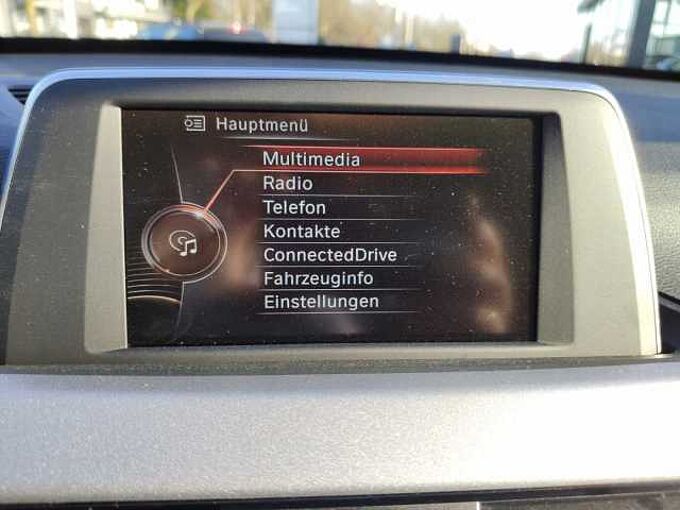 Hauptmenü
Multimedia
Radio
Telefon
Kontakte
ConnectedDrive
Fahrzeuginfo
Einstellungen